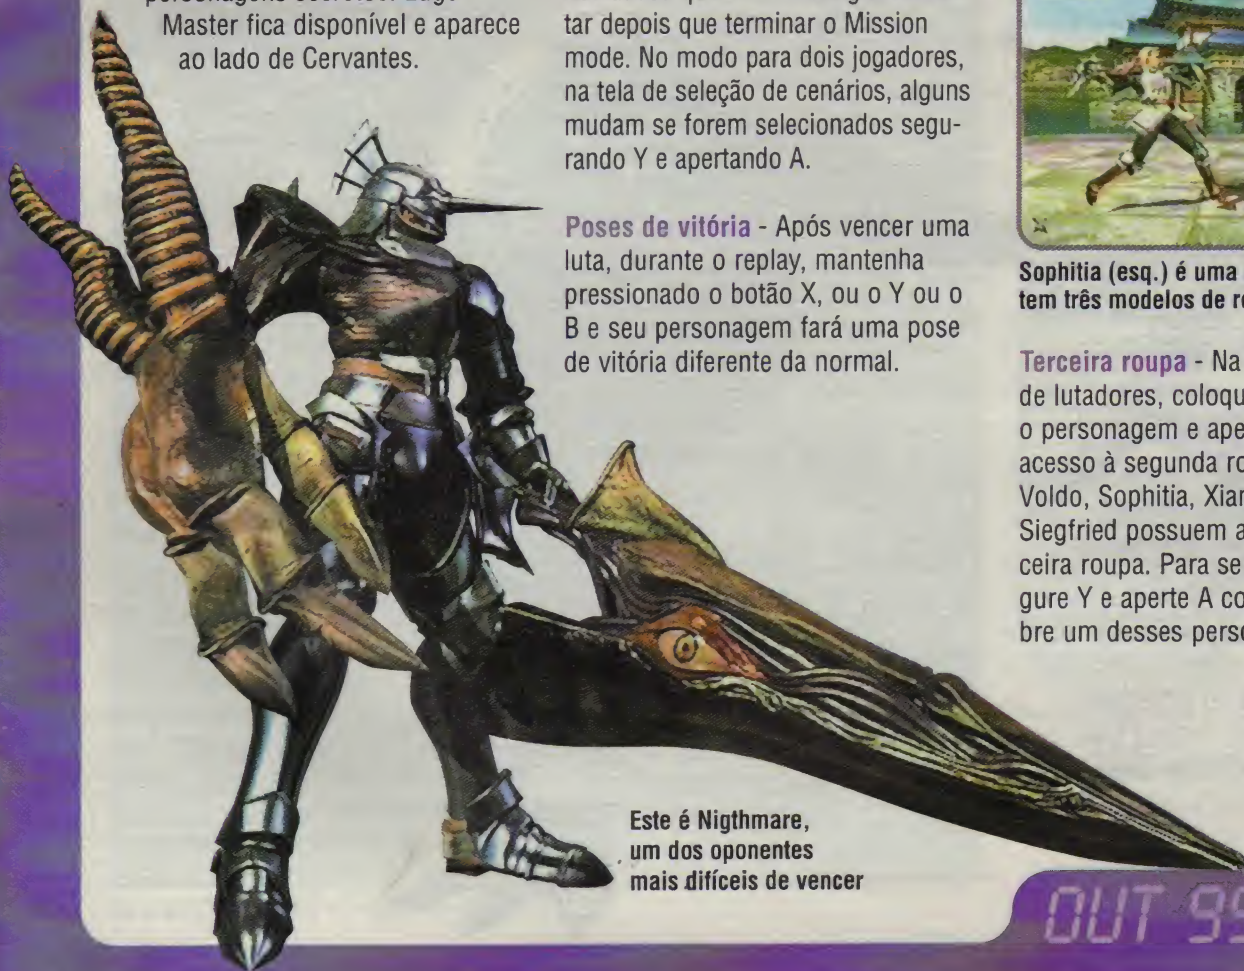 Master fica disponível e aparece
ao lado de Cervantes.
tar depois que terminar o Mission
mode. No modo para dois jogadores,
na tela de seleção de cenários, alguns
mudam se forem selecionados segu-
rando Y e apertando A.
Poses de vitória - Após vencer uma
luta, durante o replay, mantenha
pressionado o botão X, ou o Y ou o
B e seu personagem fará uma pose
de vitória diferente da normal.
Sophitia (esq.) é uma
tem três modelos de
Terceira roupa - Na
de lutadores, coloqu
o personagem e ape
acesso à segunda ro
Voldo, Sophitia, Xian
Siegfried possuem a
ceira roupa. Para se
gure Y e aperte A co
bre um desses perso
Este é Nigthmare,
um dos oponentes
mais difíceis de vencer
OUT 99